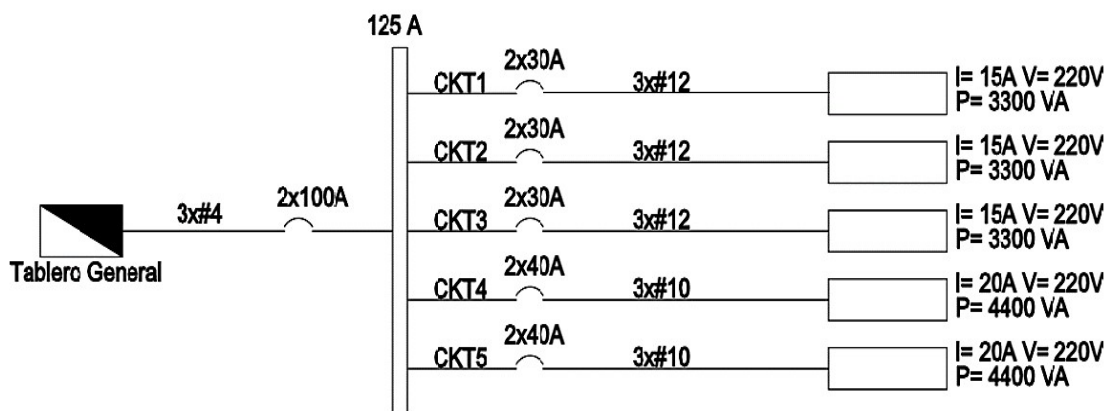 125 A
CKT1 2x30A 3x#12 I= 15A V= 220V
P= 3300 VA
CKT2 2x30A 3x#12 I= 15A V= 220V
P= 3300 VA
CKT3 2x30A 3x#12 I= 15A V= 220V
P= 3300 VA
3x#4 2x100A
Tablero General
CKT4 2x40A 3x#10 I= 20A V= 220V
P= 4400 VA
CKT5 2x40A 3x#10 I= 20A V= 220V
P= 4400 VA